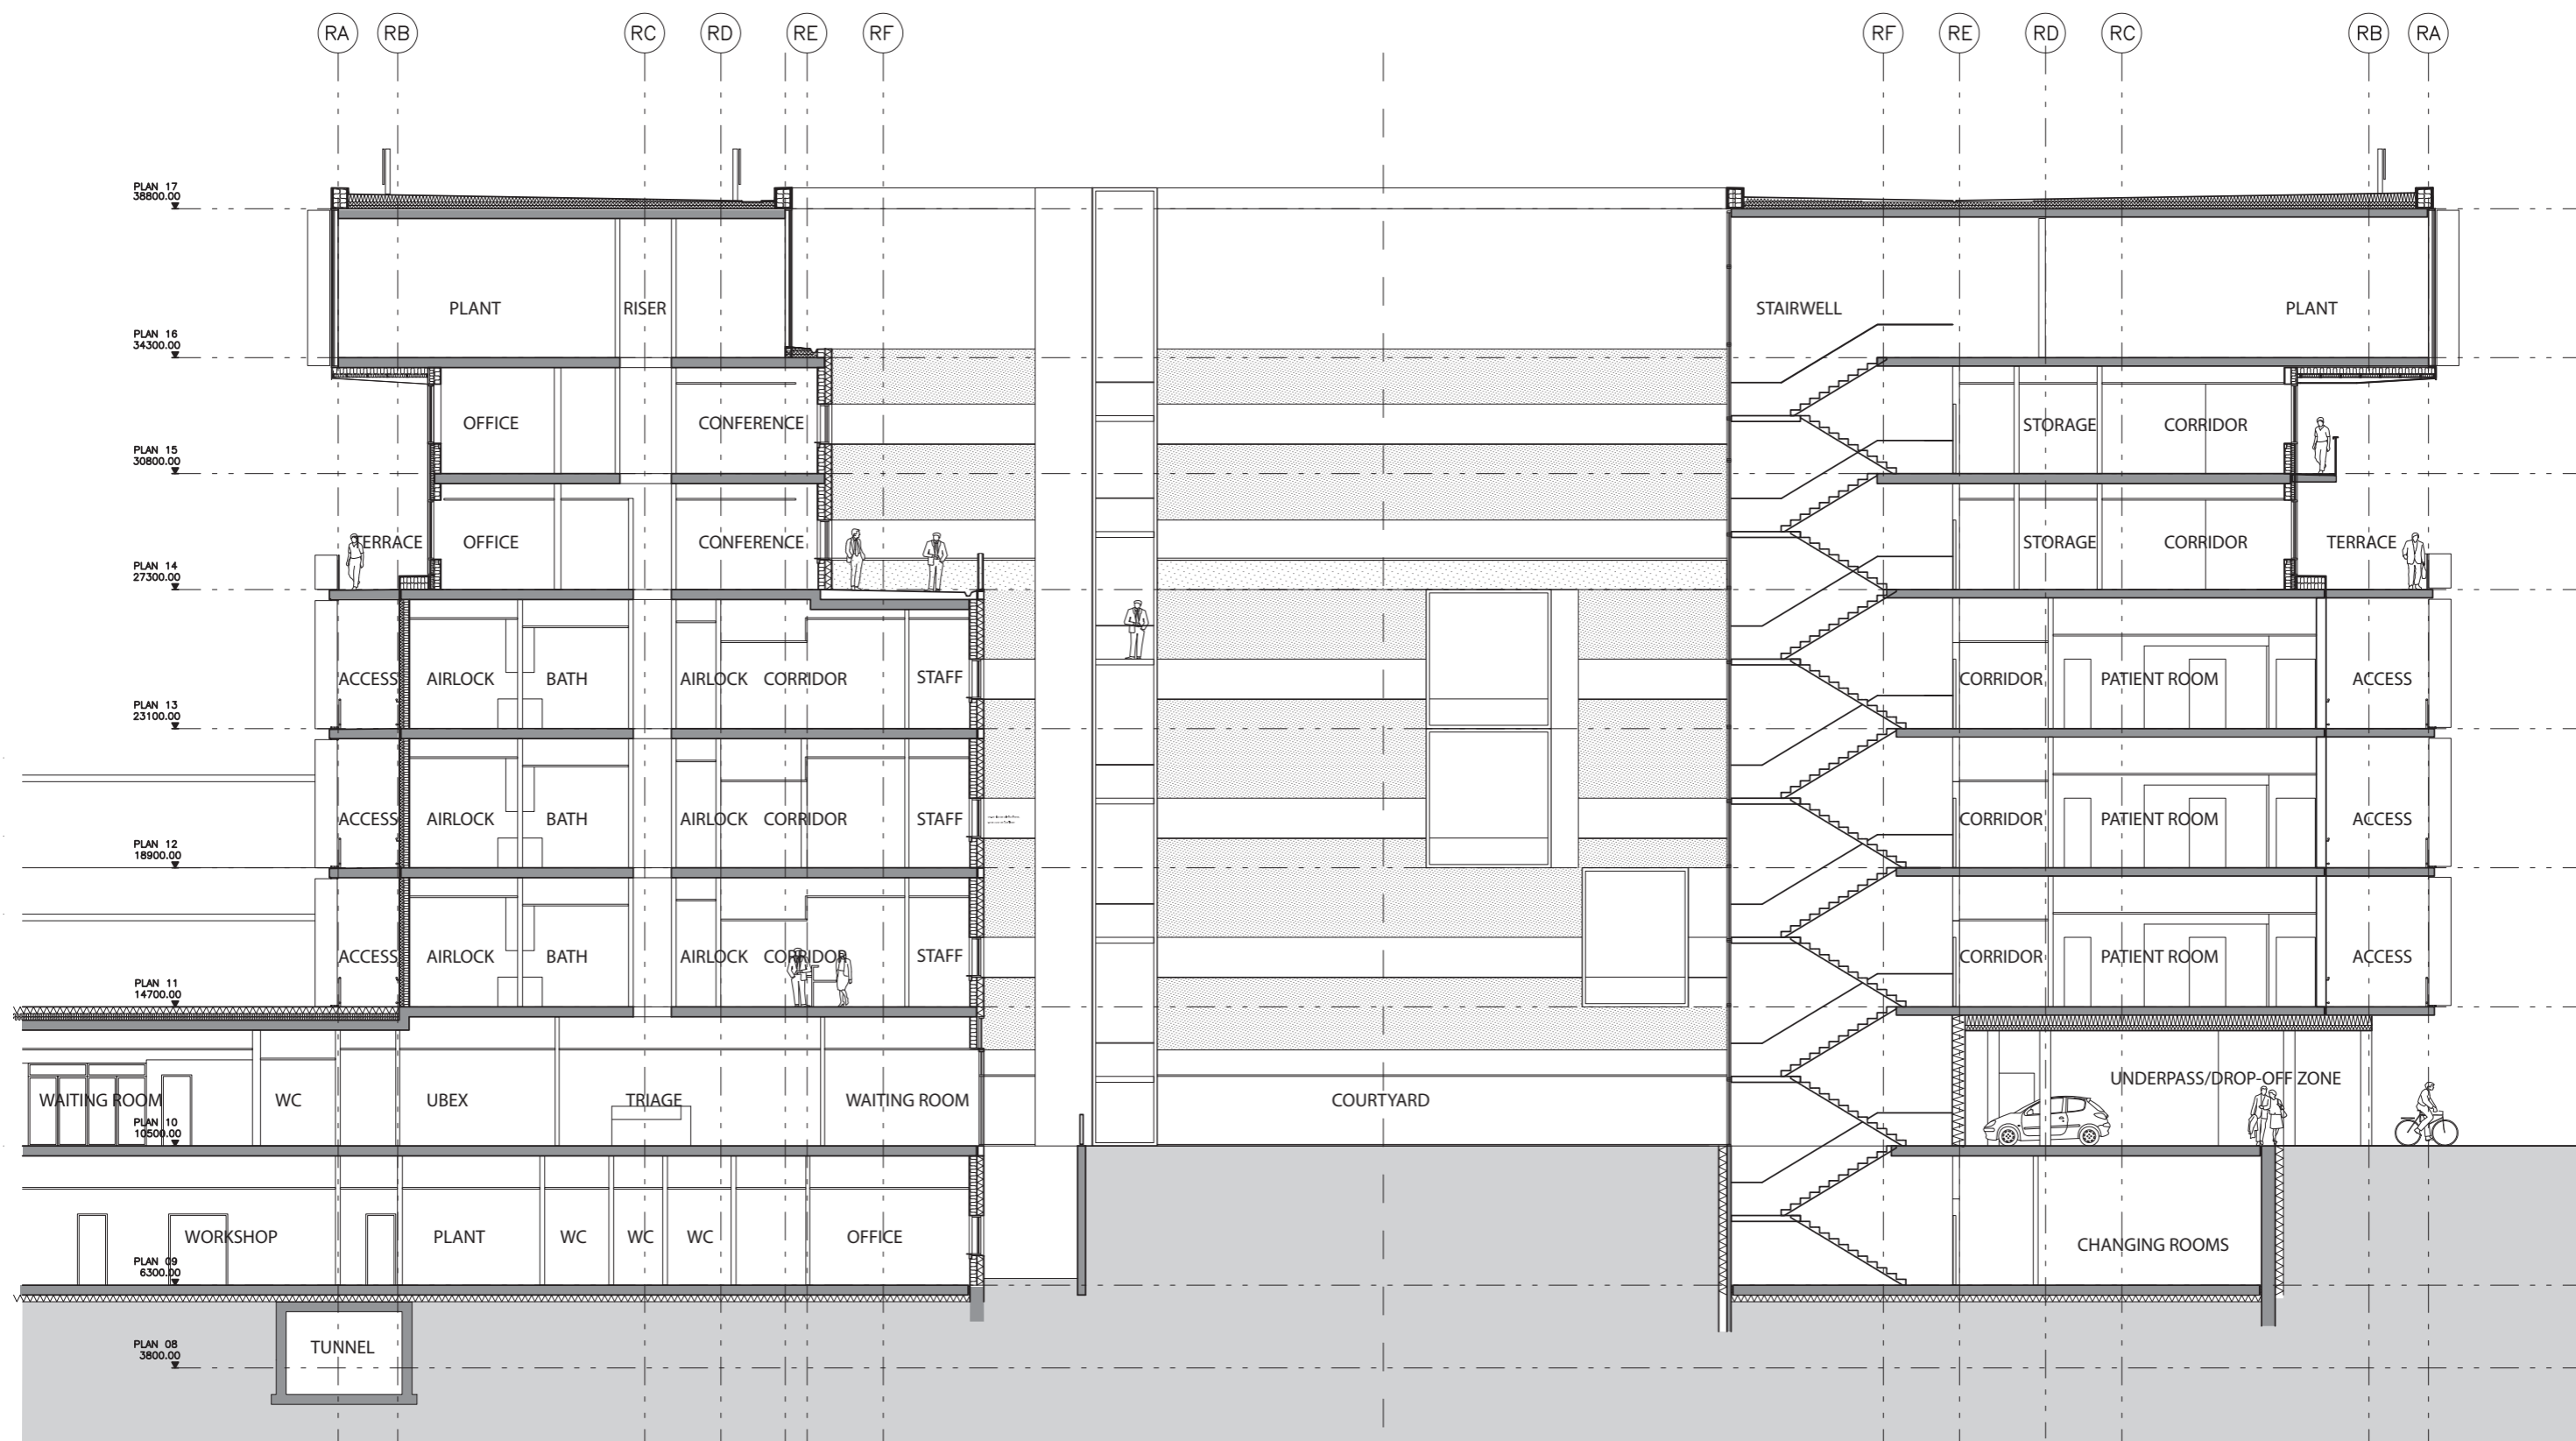 RA RB RC RD RE RF RF RE RD RC RB RA
PLAN 17
38800.00
PLANT RISER STAIRWELL PLANT
PLAN 16
34300.00
OFFICE CONFERENCE STORAGE CORRIDOR
PLAN 15
30800.00
TERRACE OFFICE CONFERENCE STORAGE CORRIDOR TERRACE
PLAN 14
27300.00
ACCESS AIRLOCK BATH AIRLOCK CORRIDOR STAFF CORRIDOR PATIENT ROOM ACCESS
PLAN 13
23100.00
ACCESS AIRLOCK BATH AIRLOCK CORRIDOR STAFF CORRIDOR PATIENT ROOM ACCESS
PLAN 12
18900.00
ACCESS AIRLOCK BATH AIRLOCK CORRIDOR STAFF CORRIDOR PATIENT ROOM ACCESS
PLAN 11
14700.00
UNDERPASS/DROP-OFF ZONE
WAITING ROOM WC UBEX TRIAGE WAITING ROOM COURTYARD
PLAN 10
10500.00
WORKSHOP PLANT WC WC WC OFFICE CHANGING ROOMS
PLAN 09
6300.00
TUNNEL
PLAN 08
3800.00